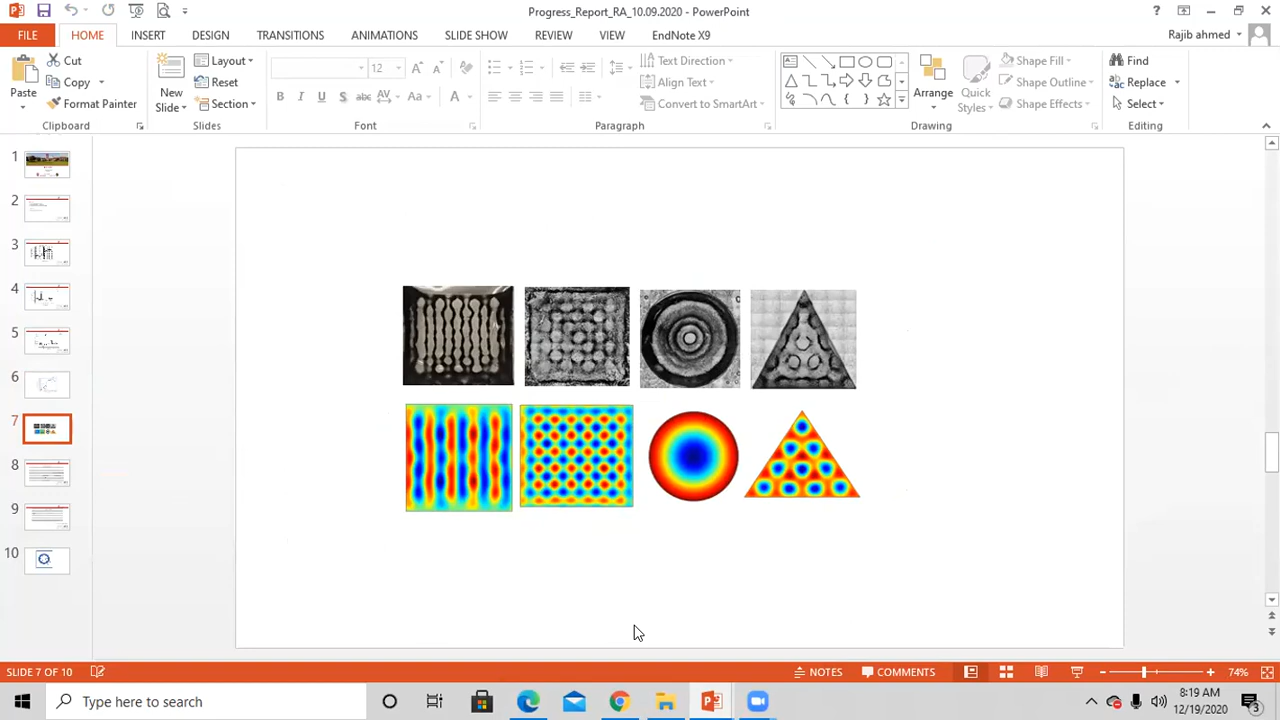 Progress_Report_RA_10.09.2020 - PowerPoint
FILE HOME INSERT DESIGN TRANSITIONS ANIMATIONS SLIDE SHOW REVIEW VIEW EndNote X9 Rajib ahmed
Paste
Cut
Copy
Format Painter
New
Slide
Layout
Reset
Section
12
Text Direction
Align Text
Convert to SmartArt
Arrange
Quick
Styles
Shape Fill
Shape Outline
Shape Effects
Find
Replace
Select
Clipboard Slides Font Paragraph Drawing Editing
1
2
3
4
5
6
7
8
9
10
SLIDE 7 OF 10 NOTES COMMENTS 74%
Type here to search
8:19 AM
12/19/2020
3